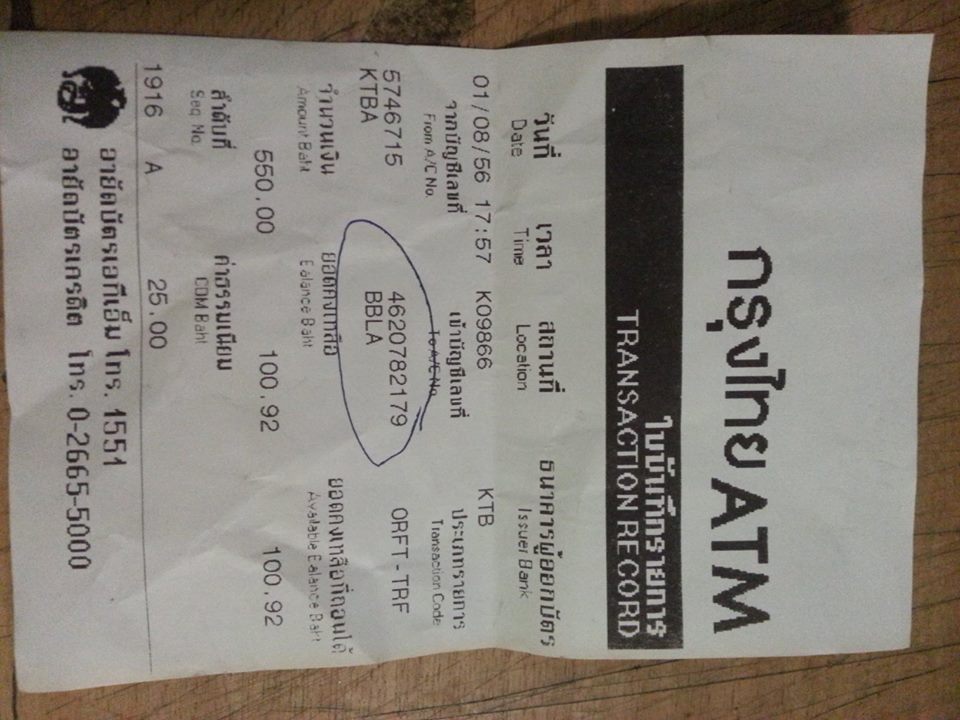 กรุงไทย ATM
ใบบันทึกรายการ
TRANSACTION RECORD
วันที่ เวลา สถานที่ ธนาคารผู้ออกบัตร
Date Time Location Issuer Bank
01/08/56 17:57 K09866 KTB
จากบัญชีเลขที่ เข้าบัญชีเลขที่ ประเภทรายการ
From A/C No. To A/C No. Transaction Code
5746715 4620782179 ORFT-TRF
KTBA BBLA
จำนวนเงิน ยอดคงเหลือ ยอดคงเหลือที่ถอนได้
Amount Baht Balance Baht Available Balance Baht
550.00 100.92 100.92
ลำดับที่ ค่าธรรมเนียม
Seq No. COM Baht
1916 A 25.00
อายัดบัตรเอทีเอ็ม โทร. 1551
อายัดบัตรเครดิต โทร. 0-2665-5000